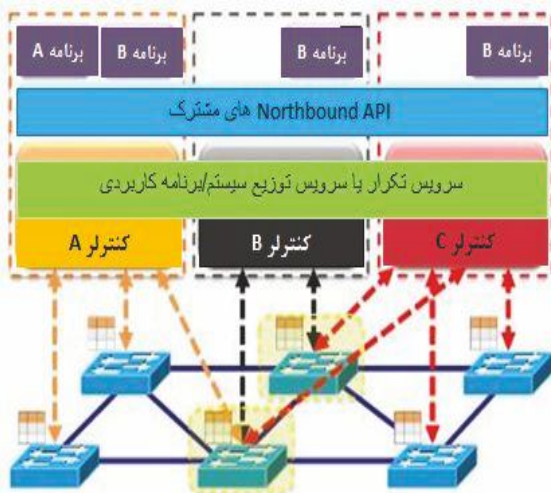 برنامه A
برنامه B
برنامه B
برنامه B
Northbound API های مشترک
سرویس تکرار یا سرویس توزیع سیستم/برنامه کاربردی
کنترلر A
کنترلر B
کنترلر C